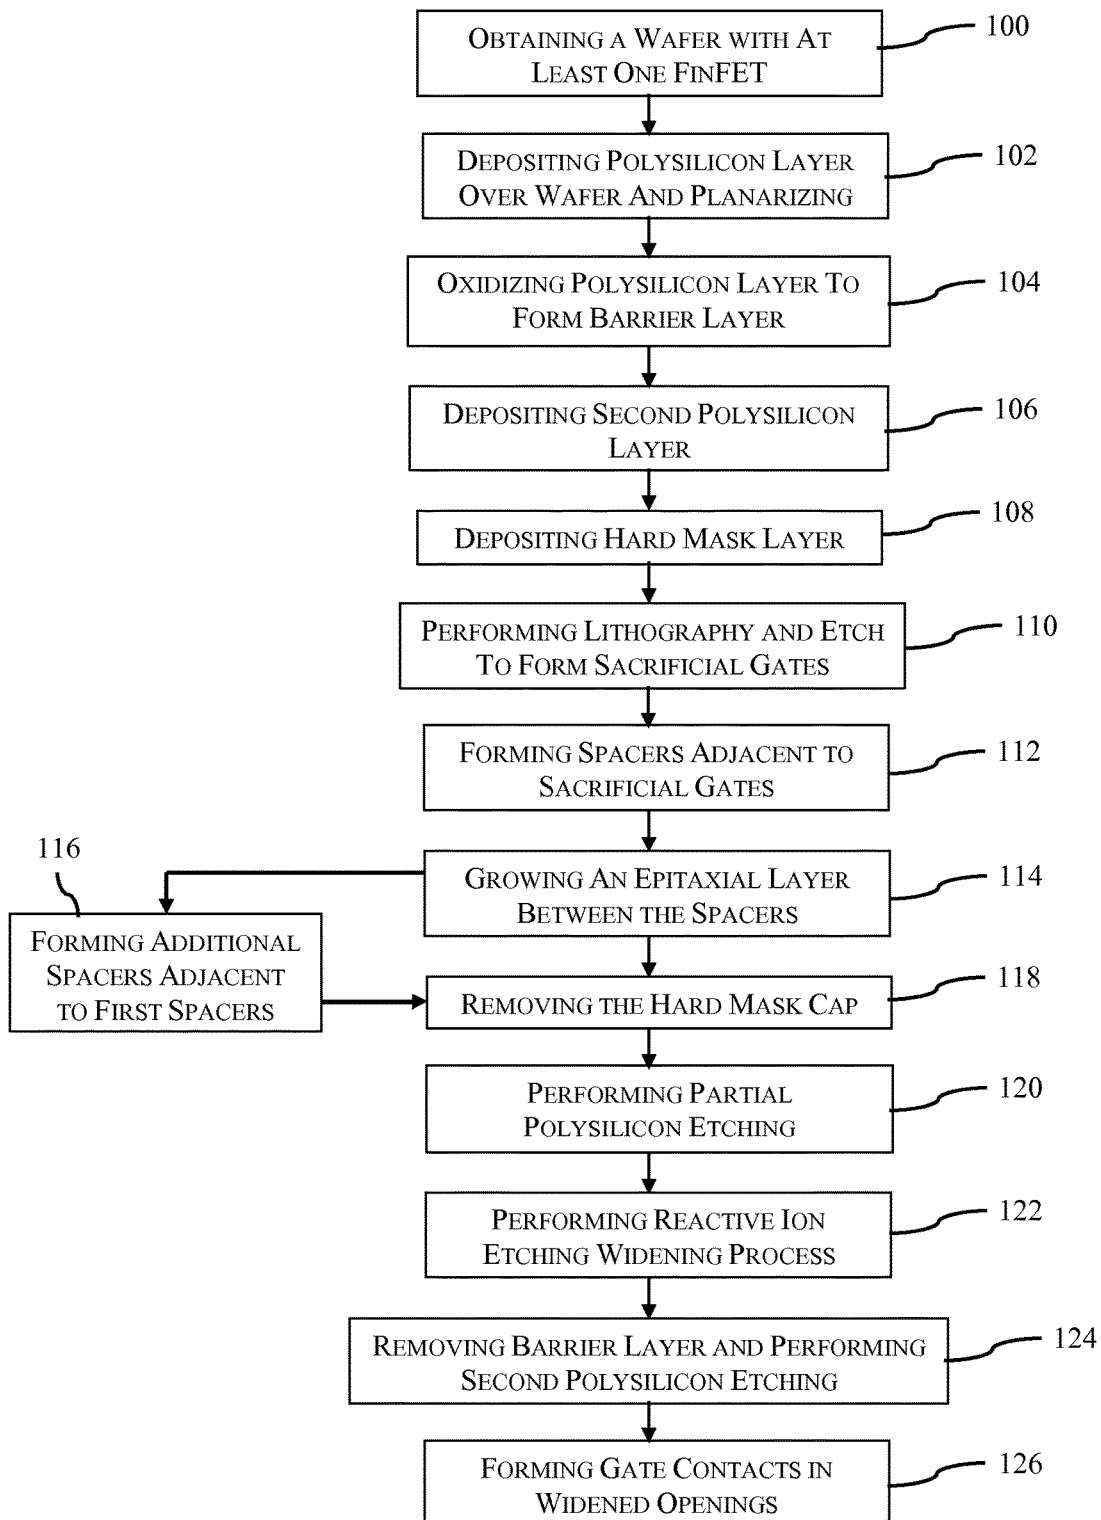 OBTAINING A WAFER WITH AT
LEAST ONE FINFET
100
DEPOSITING POLYSILICON LAYER
OVER WAFER AND PLANARIZING
102
OXIDIZING POLYSILICON LAYER TO
FORM BARRIER LAYER
104
DEPOSITING SECOND POLYSILICON
LAYER
106
DEPOSITING HARD MASK LAYER
108
PERFORMING LITHOGRAPHY AND ETCH
TO FORM SACRIFICIAL GATES
110
FORMING SPACERS ADJACENT TO
SACRIFICIAL GATES
112
GROWING AN EPITAXIAL LAYER
BETWEEN THE SPACERS
114
116
FORMING ADDITIONAL
SPACERS ADJACENT
TO FIRST SPACERS
REMOVING THE HARD MASK CAP
118
PERFORMING PARTIAL
POLYSILICON ETCHING
120
PERFORMING REACTIVE ION
ETCHING WIDENING PROCESS
122
REMOVING BARRIER LAYER AND PERFORMING
SECOND POLYSILICON ETCHING
124
FORMING GATE CONTACTS IN
WIDENED OPENINGS
126